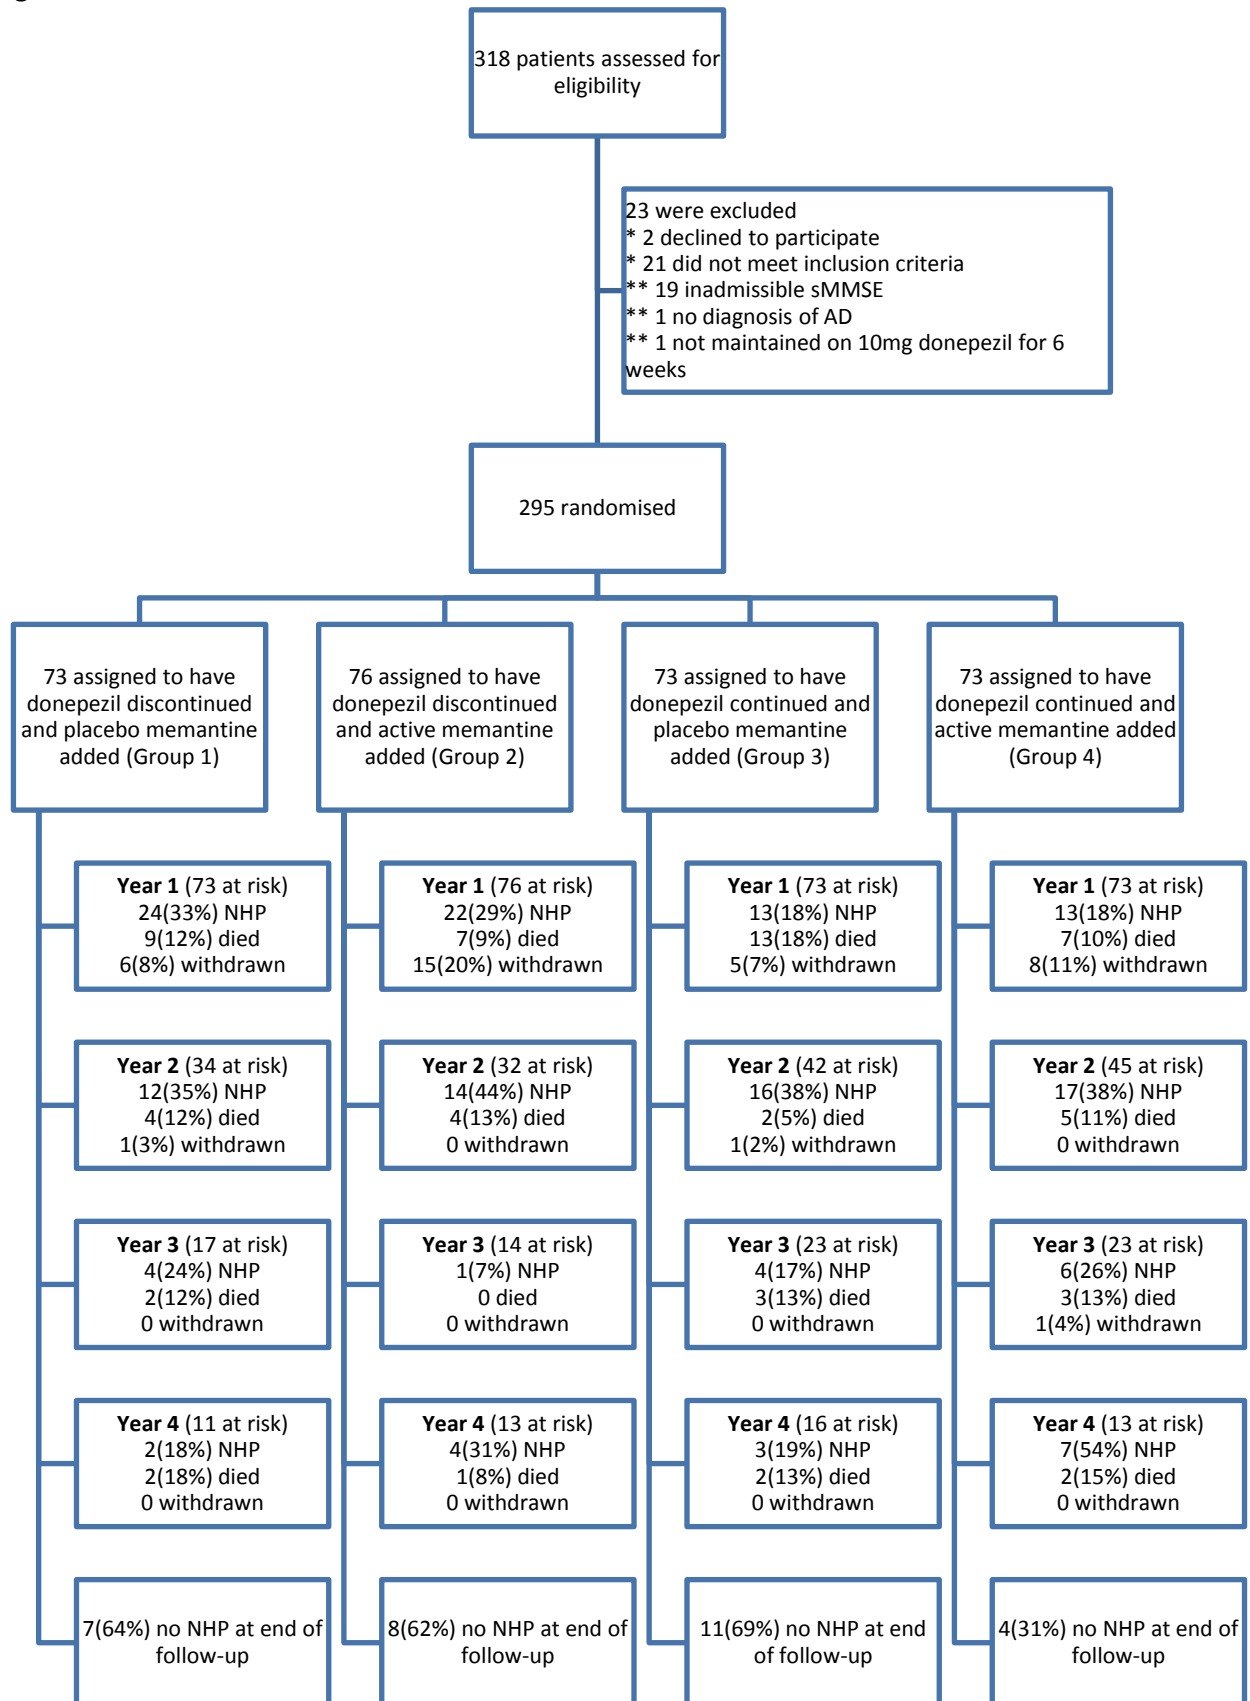 318 patients assessed for
eligibility
23 were excluded
* 2 declined to participate
* 21 did not meet inclusion criteria
** 19 inadmissible sMMSE
** 1 no diagnosis of AD
** 1 not maintained on 10mg donepezil for 6
weeks
295 randomised
73 assigned to have
donepezil discontinued
and placebo memantine
added (Group 1)
76 assigned to have
donepezil discontinued
and active memantine
added (Group 2)
73 assigned to have
donepezil continued and
placebo memantine
added (Group 3)
73 assigned to have
donepezil continued and
active memantine added
(Group 4)
Year 1 (73 at risk)
24(33%) NHP
9(12%) died
6(8%) withdrawn
Year 1 (76 at risk)
22(29%) NHP
7(9%) died
15(20%) withdrawn
Year 1 (73 at risk)
13(18%) NHP
13(18%) died
5(7%) withdrawn
Year 1 (73 at risk)
13(18%) NHP
7(10%) died
8(11%) withdrawn
Year 2 (34 at risk)
12(35%) NHP
4(12%) died
1(3%) withdrawn
Year 2 (32 at risk)
14(44%) NHP
4(13%) died
0 withdrawn
Year 2 (42 at risk)
16(38%) NHP
2(5%) died
1(2%) withdrawn
Year 2 (45 at risk)
17(38%) NHP
5(11%) died
0 withdrawn
Year 3 (17 at risk)
4(24%) NHP
2(12%) died
0 withdrawn
Year 3 (14 at risk)
1(7%) NHP
0 died
0 withdrawn
Year 3 (23 at risk)
4(17%) NHP
3(13%) died
0 withdrawn
Year 3 (23 at risk)
6(26%) NHP
3(13%) died
1(4%) withdrawn
Year 4 (11 at risk)
2(18%) NHP
2(18%) died
0 withdrawn
Year 4 (13 at risk)
4(31%) NHP
1(8%) died
0 withdrawn
Year 4 (16 at risk)
3(19%) NHP
2(13%) died
0 withdrawn
Year 4 (13 at risk)
7(54%) NHP
2(15%) died
0 withdrawn
7(64%) no NHP at end of
follow-up
8(62%) no NHP at end of
follow-up
11(69%) no NHP at end
of follow-up
4(31%) no NHP at end of
follow-up